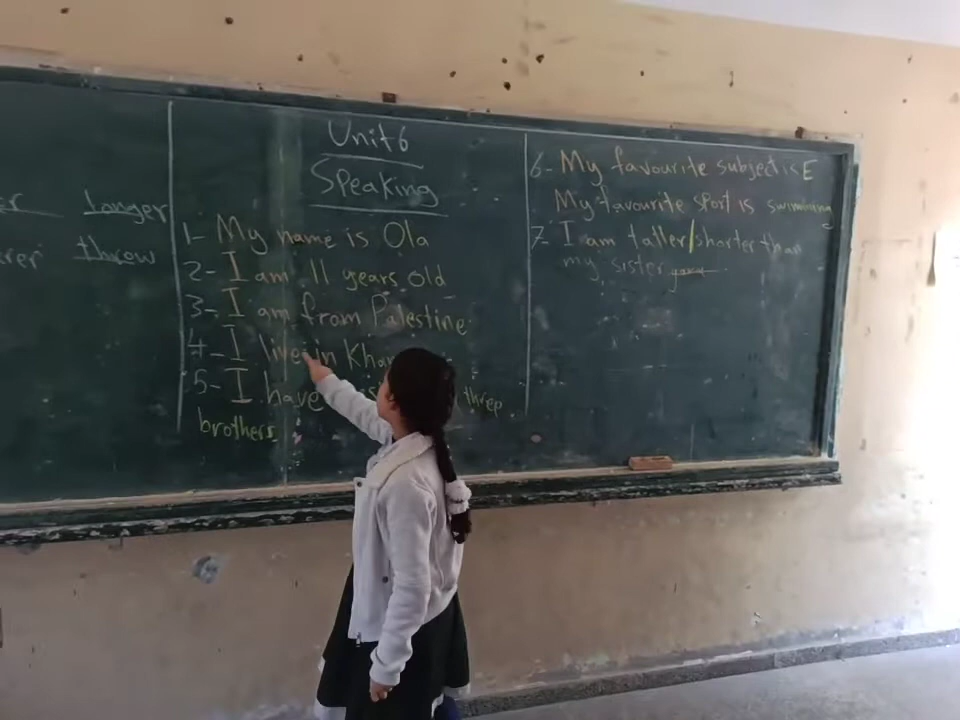 longer
throw
Unit 6
Speaking
1- My name is Ola
2- I am 11 years old
3- I am from Palestine
4- I live in Khan
5- I have three
brothers
6- My favourite subject is E
My favourite sport is swimming
7- I am taller/shorter than
my sister